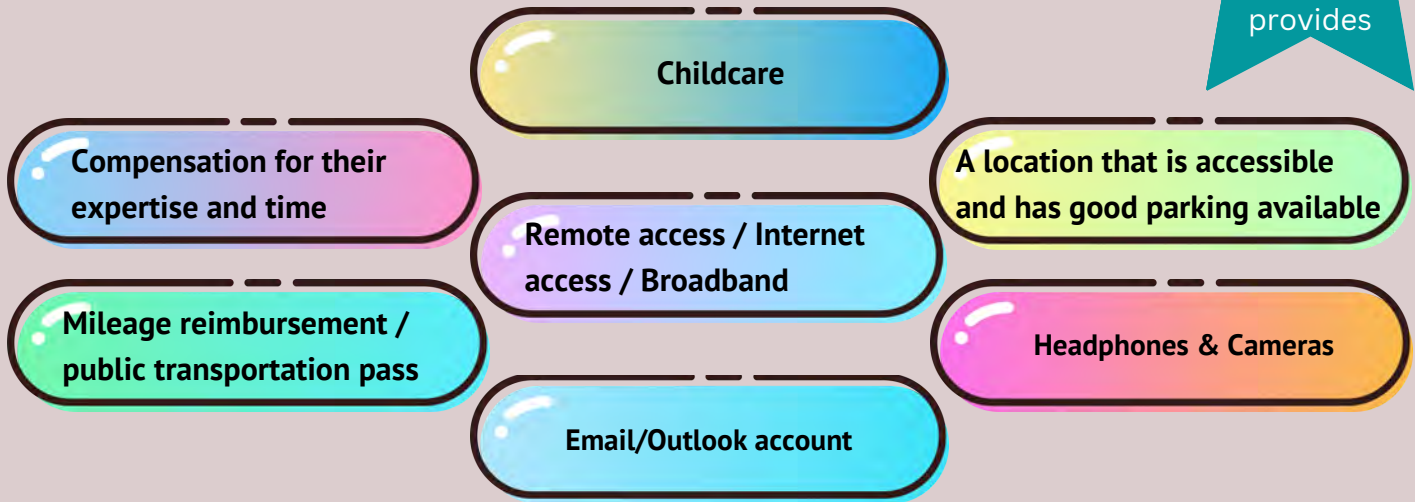 provides
Childcare
Compensation for their
expertise and time
A location that is accessible
and has good parking available
Remote access / Internet
access / Broadband
Mileage reimbursement /
public transportation pass
Headphones & Cameras
Email/Outlook account